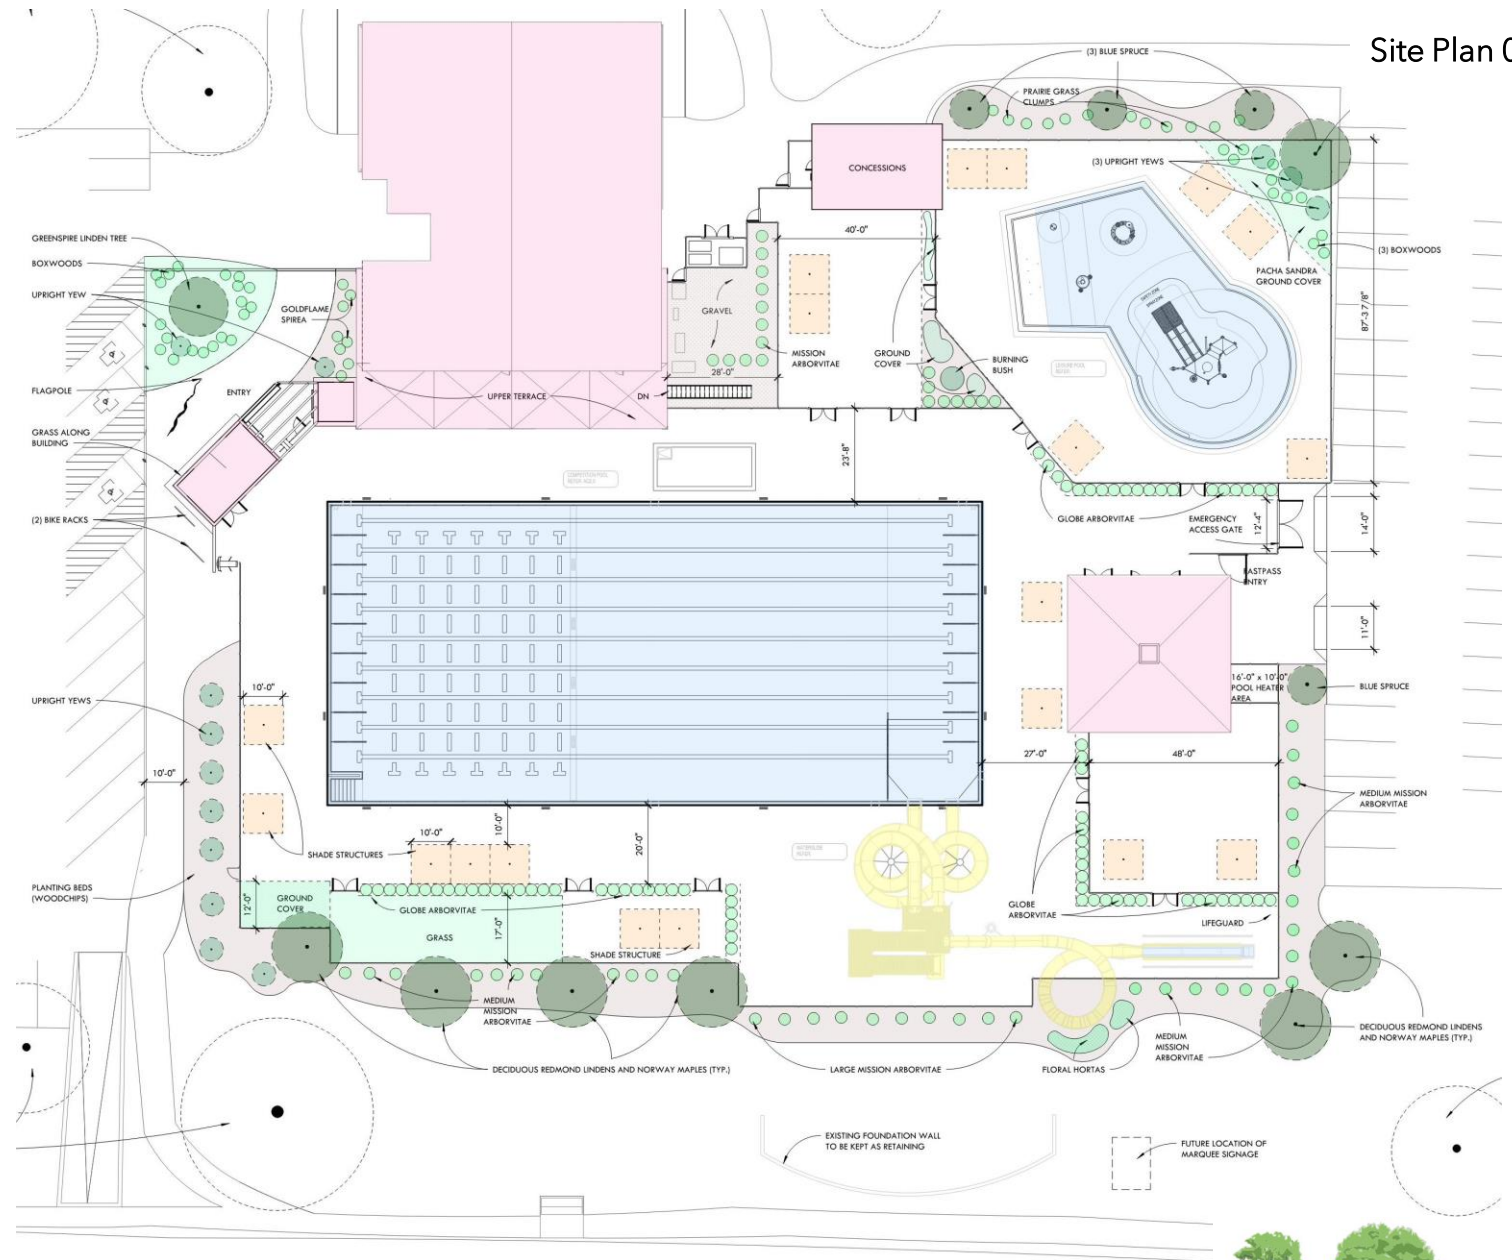 Site Plan 0
(3) BLUE SPRUCE
PRAIRIE GRASS
CLUMPS
CONCESSIONS
(3) UPRIGHT YEWS
GREENSPIRE LINDEN TREE
BOXWOODS
UPRIGHT YEW
GOLDFLAME
SPIREA
40'-0"
(3) BOXWOODS
PACHA SANDRA
GROUND COVER
87'-3 7/8"
GRAVEL
MISSION
ARBORVITAE
GROUND
COVER
BURNING
BUSH
28'-0"
FLAGPOLE
ENTRY
UPPER TERRACE
DN
GRASS ALONG
BUILDING
23'-8"
(2) BIKE RACKS
GLOBE ARBORVITAE
EMERGENCY
ACCESS GATE
12'-4"
14'-0"
FASTPASS
ENTRY
11'-0"
16'-0" x 10'-0"
POOL HEATER
AREA
BLUE SPRUCE
UPRIGHT YEWS
10'-0"
10'-0"
27'-0"
48'-0"
MEDIUM MISSION
ARBORVITAE
SHADE STRUCTURES
10'-0"
10'-0"
20'-0"
PLANTING BEDS
(WOODCHIPS)
12'-0"
GROUND
COVER
GLOBE ARBORVITAE
GRASS
17'-0"
SHADE STRUCTURE
GLOBE
ARBORVITAE
LIFEGUARD
MEDIUM
MISSION
ARBORVITAE
DECIDUOUS REDMOND LINDENS AND NORWAY MAPLES (TYP.)
LARGE MISSION ARBORVITAE
FLORAL HORTAS
MEDIUM
MISSION
ARBORVITAE
DECIDUOUS REDMOND LINDENS
AND NORWAY MAPLES (TYP.)
EXISTING FOUNDATION WALL
TO BE KEPT AS RETAINING
FUTURE LOCATION OF
MARQUEE SIGNAGE